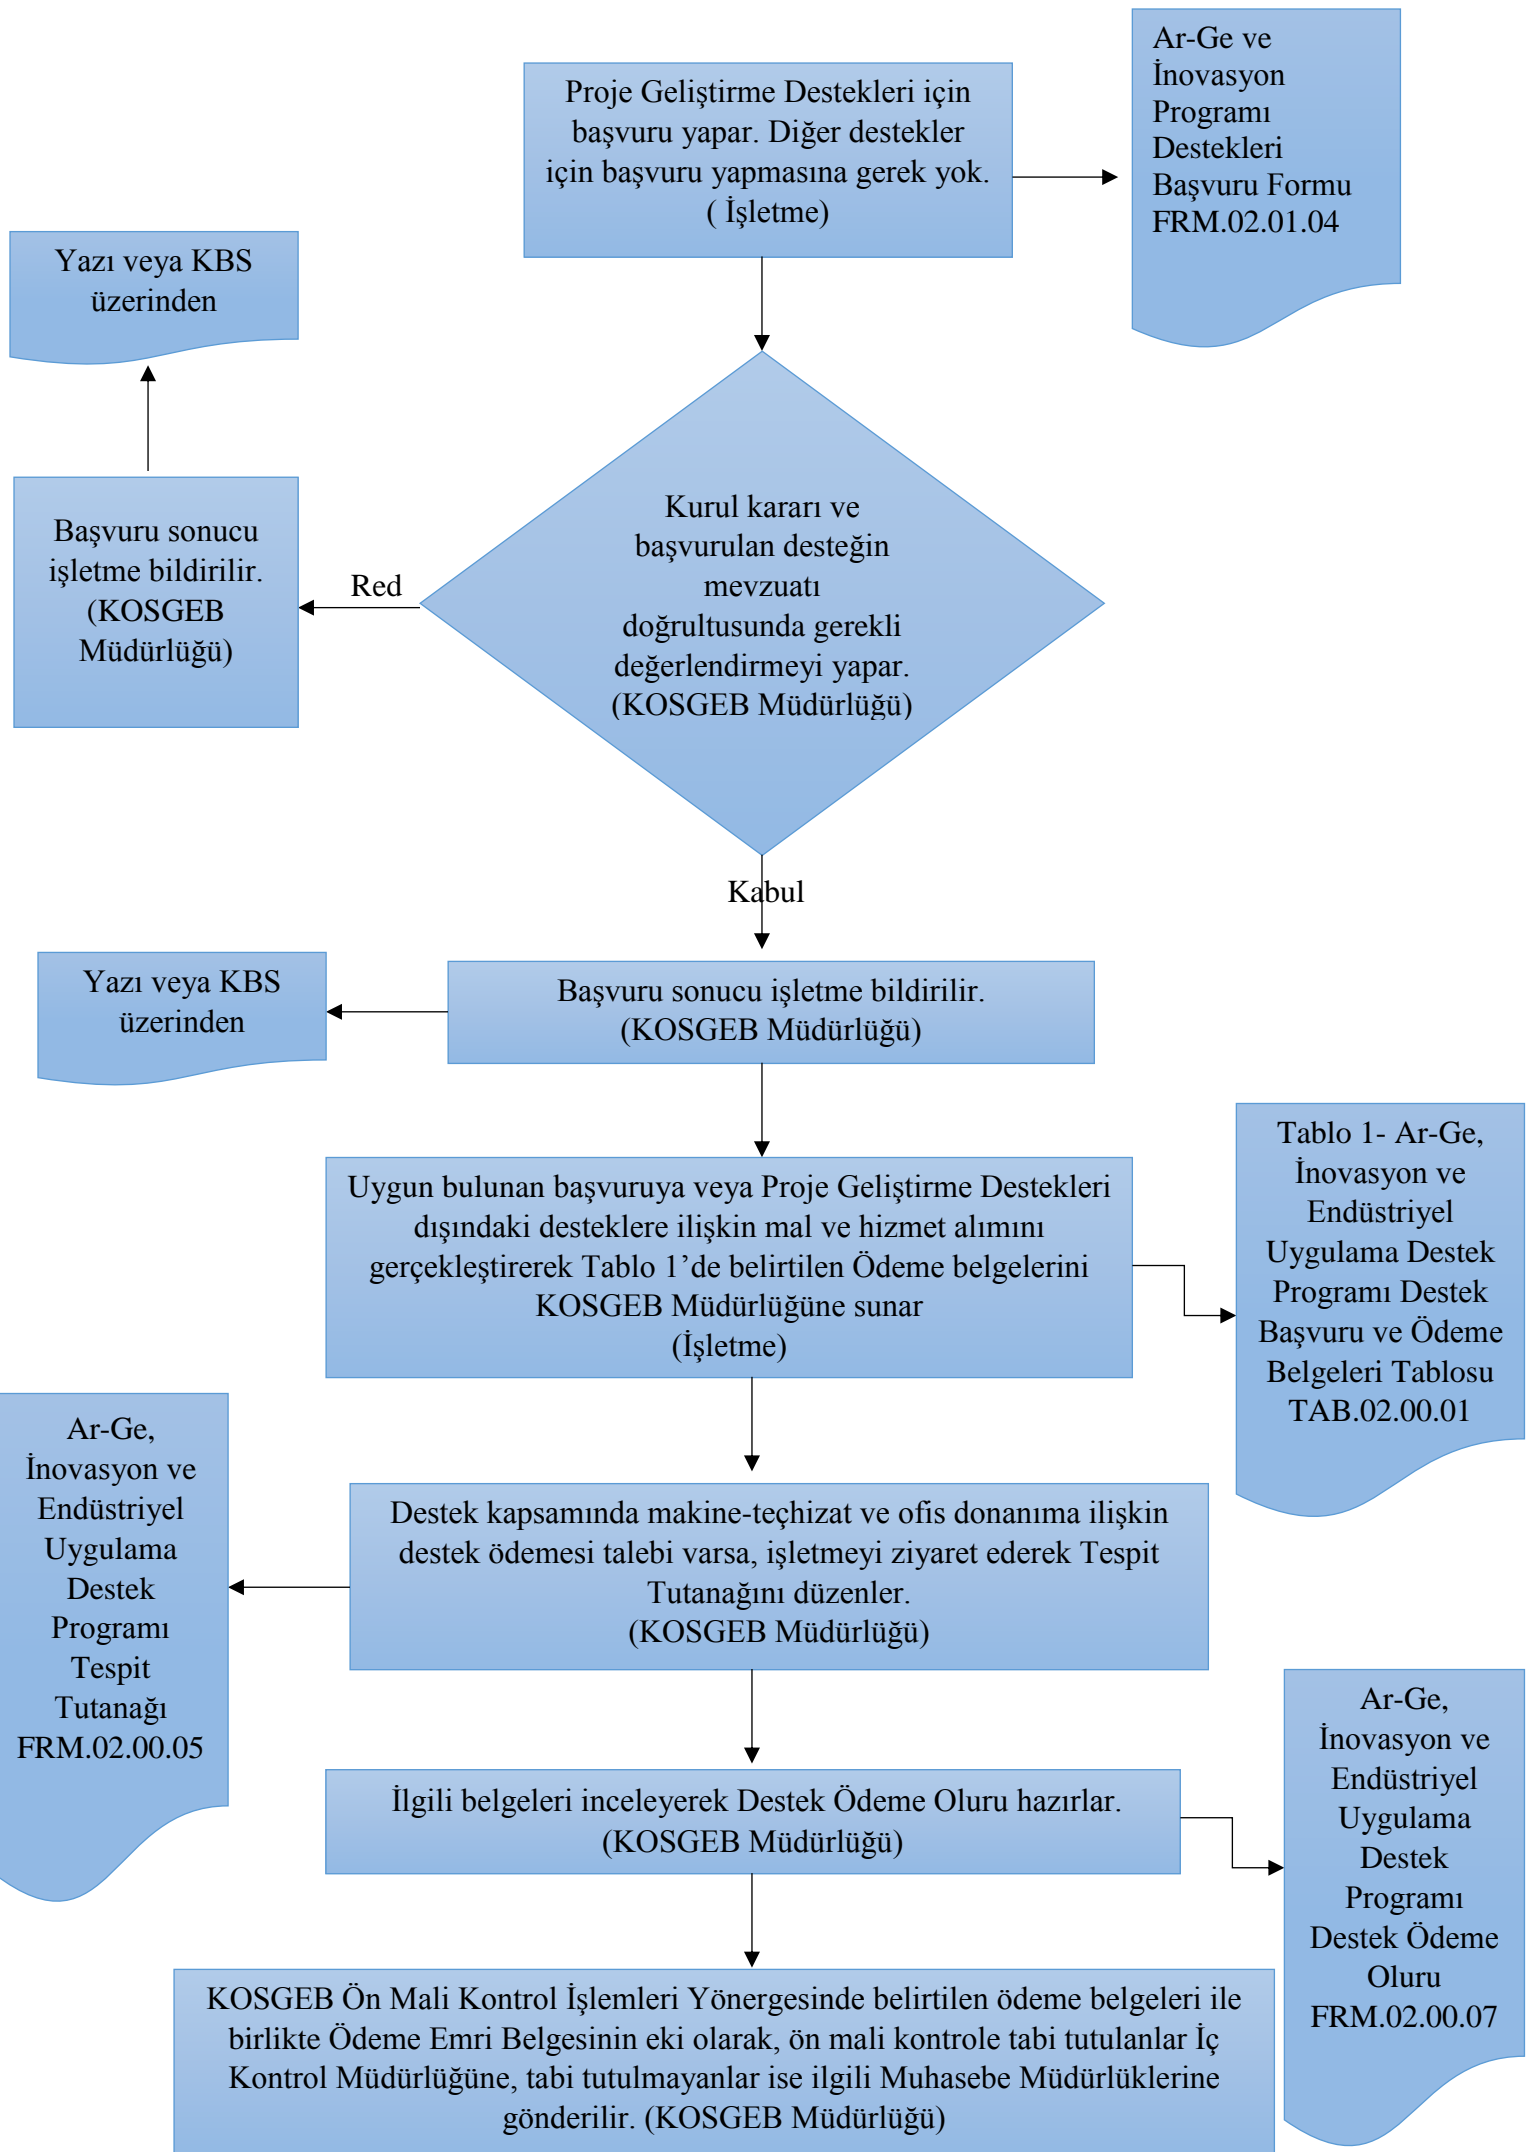 Ar-Ge ve
İnovasyon
Programı
Destekleri
Başvuru Formu
FRM.02.01.04
Proje Geliştirme Destekleri için
başvuru yapar. Diğer destekler
için başvuru yapmasına gerek yok.
( İşletme)
Yazı veya KBS
üzerinden
Kurul kararı ve
başvurulan desteğin
mevzuatı
doğrultusunda gerekli
değerlendirmeyi yapar.
(KOSGEB Müdürlüğü)
Red
Başvuru sonucu
işletme bildirilir.
(KOSGEB
Müdürlüğü)
Kabul
Yazı veya KBS
üzerinden
Başvuru sonucu işletme bildirilir.
(KOSGEB Müdürlüğü)
Uygun bulunan başvuruya veya Proje Geliştirme Destekleri
dışındaki desteklere ilişkin mal ve hizmet alımını
gerçekleştirerek Tablo 1’de belirtilen Ödeme belgelerini
KOSGEB Müdürlüğüne sunar
(İşletme)
Tablo 1- Ar-Ge,
İnovasyon ve
Endüstriyel
Uygulama Destek
Programı Destek
Başvuru ve Ödeme
Belgeleri Tablosu
TAB.02.00.01
Ar-Ge,
İnovasyon ve
Endüstriyel
Uygulama
Destek
Programı
Tespit
Tutanağı
FRM.02.00.05
Destek kapsamında makine-teçhizat ve ofis donanıma ilişkin
destek ödemesi talebi varsa, işletmeyi ziyaret ederek Tespit
Tutanağını düzenler.
(KOSGEB Müdürlüğü)
İlgili belgeleri inceleyerek Destek Ödeme Oluru hazırlar.
(KOSGEB Müdürlüğü)
Ar-Ge,
İnovasyon ve
Endüstriyel
Uygulama
Destek
Programı
Destek Ödeme
Oluru
FRM.02.00.07
KOSGEB Ön Mali Kontrol İşlemleri Yönergesinde belirtilen ödeme belgeleri ile
birlikte Ödeme Emri Belgesinin eki olarak, ön mali kontrole tabi tutulanlar İç
Kontrol Müdürlüğüne, tabi tutulmayanlar ise ilgili Muhasebe Müdürlüklerine
gönderilir. (KOSGEB Müdürlüğü)